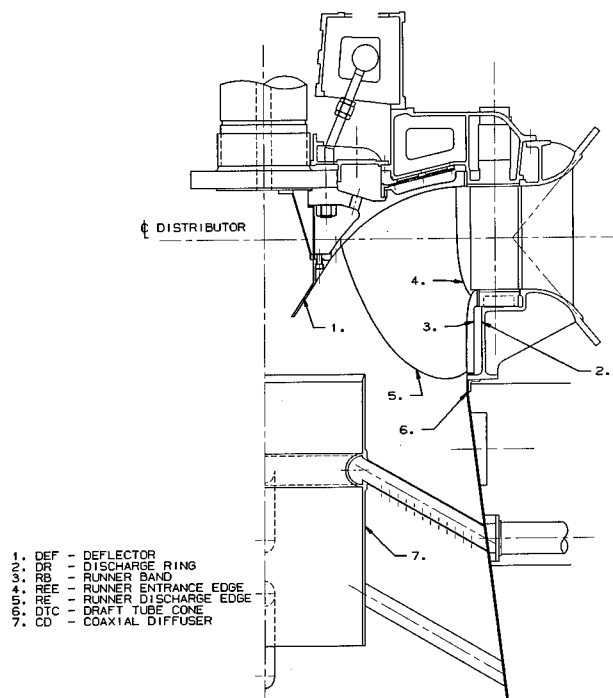 ℄ DISTRIBUTOR
1.
4.
3.
2.
5.
6.
7.
1. DEF - DEFLECTOR
2. DR - DISCHARGE RING
3. RB - RUNNER BAND
4. REE - RUNNER ENTRANCE EDGE
5. RE - RUNNER DISCHARGE EDGE
6. DTC - DRAFT TUBE CONE
7. CD - COAXIAL DIFFUSER